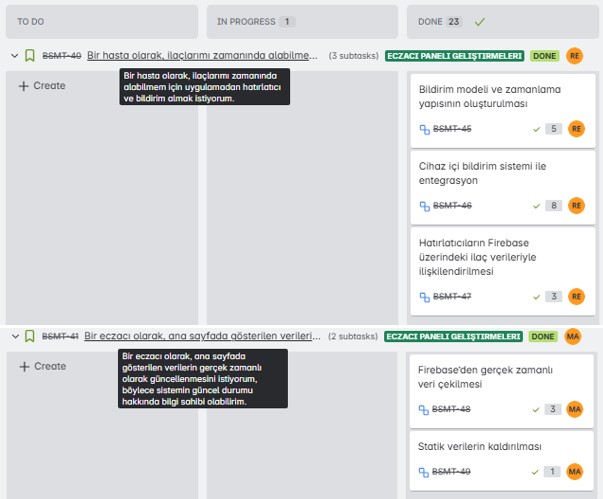 TO DO
IN PROGRESS 1
DONE 23
BSMT-40 Bir hasta olarak, ilaçlarımı zamanında alabilme... (3 subtasks) ECZACI PANELİ GELİŞTİRMELERİ DONE RE
Bir hasta olarak, ilaçlarımı zamanında
alabilmem için uygulamadan hatırlatıcı
ve bildirim almak istiyorum.
+ Create
Bildirim modeli ve zamanlama
yapısının oluşturulması
BSMT-45 5 RE
Cihaz içi bildirim sistemi ile
entegrasyon
BSMT-46 8 RE
Hatırlatıcıların Firebase
üzerindeki ilaç verileriyle
ilişkilendirilmesi
BSMT-47 3 RE
BSMT-41 Bir eczacı olarak, ana sayfada gösterilen verileri... (2 subtasks) ECZACI PANELİ GELİŞTİRMELERİ DONE MA
Bir eczacı olarak, ana sayfada
gösterilen verilerin gerçek zamanlı
olarak güncellenmesini istiyorum,
böylece sistemin güncel durumu
hakkında bilgi sahibi olabilirim.
+ Create
Firebase'den gerçek zamanlı
veri çekilmesi
BSMT-48 3 MA
Statik verilerin kaldırılması
BSMT-49 1 MA